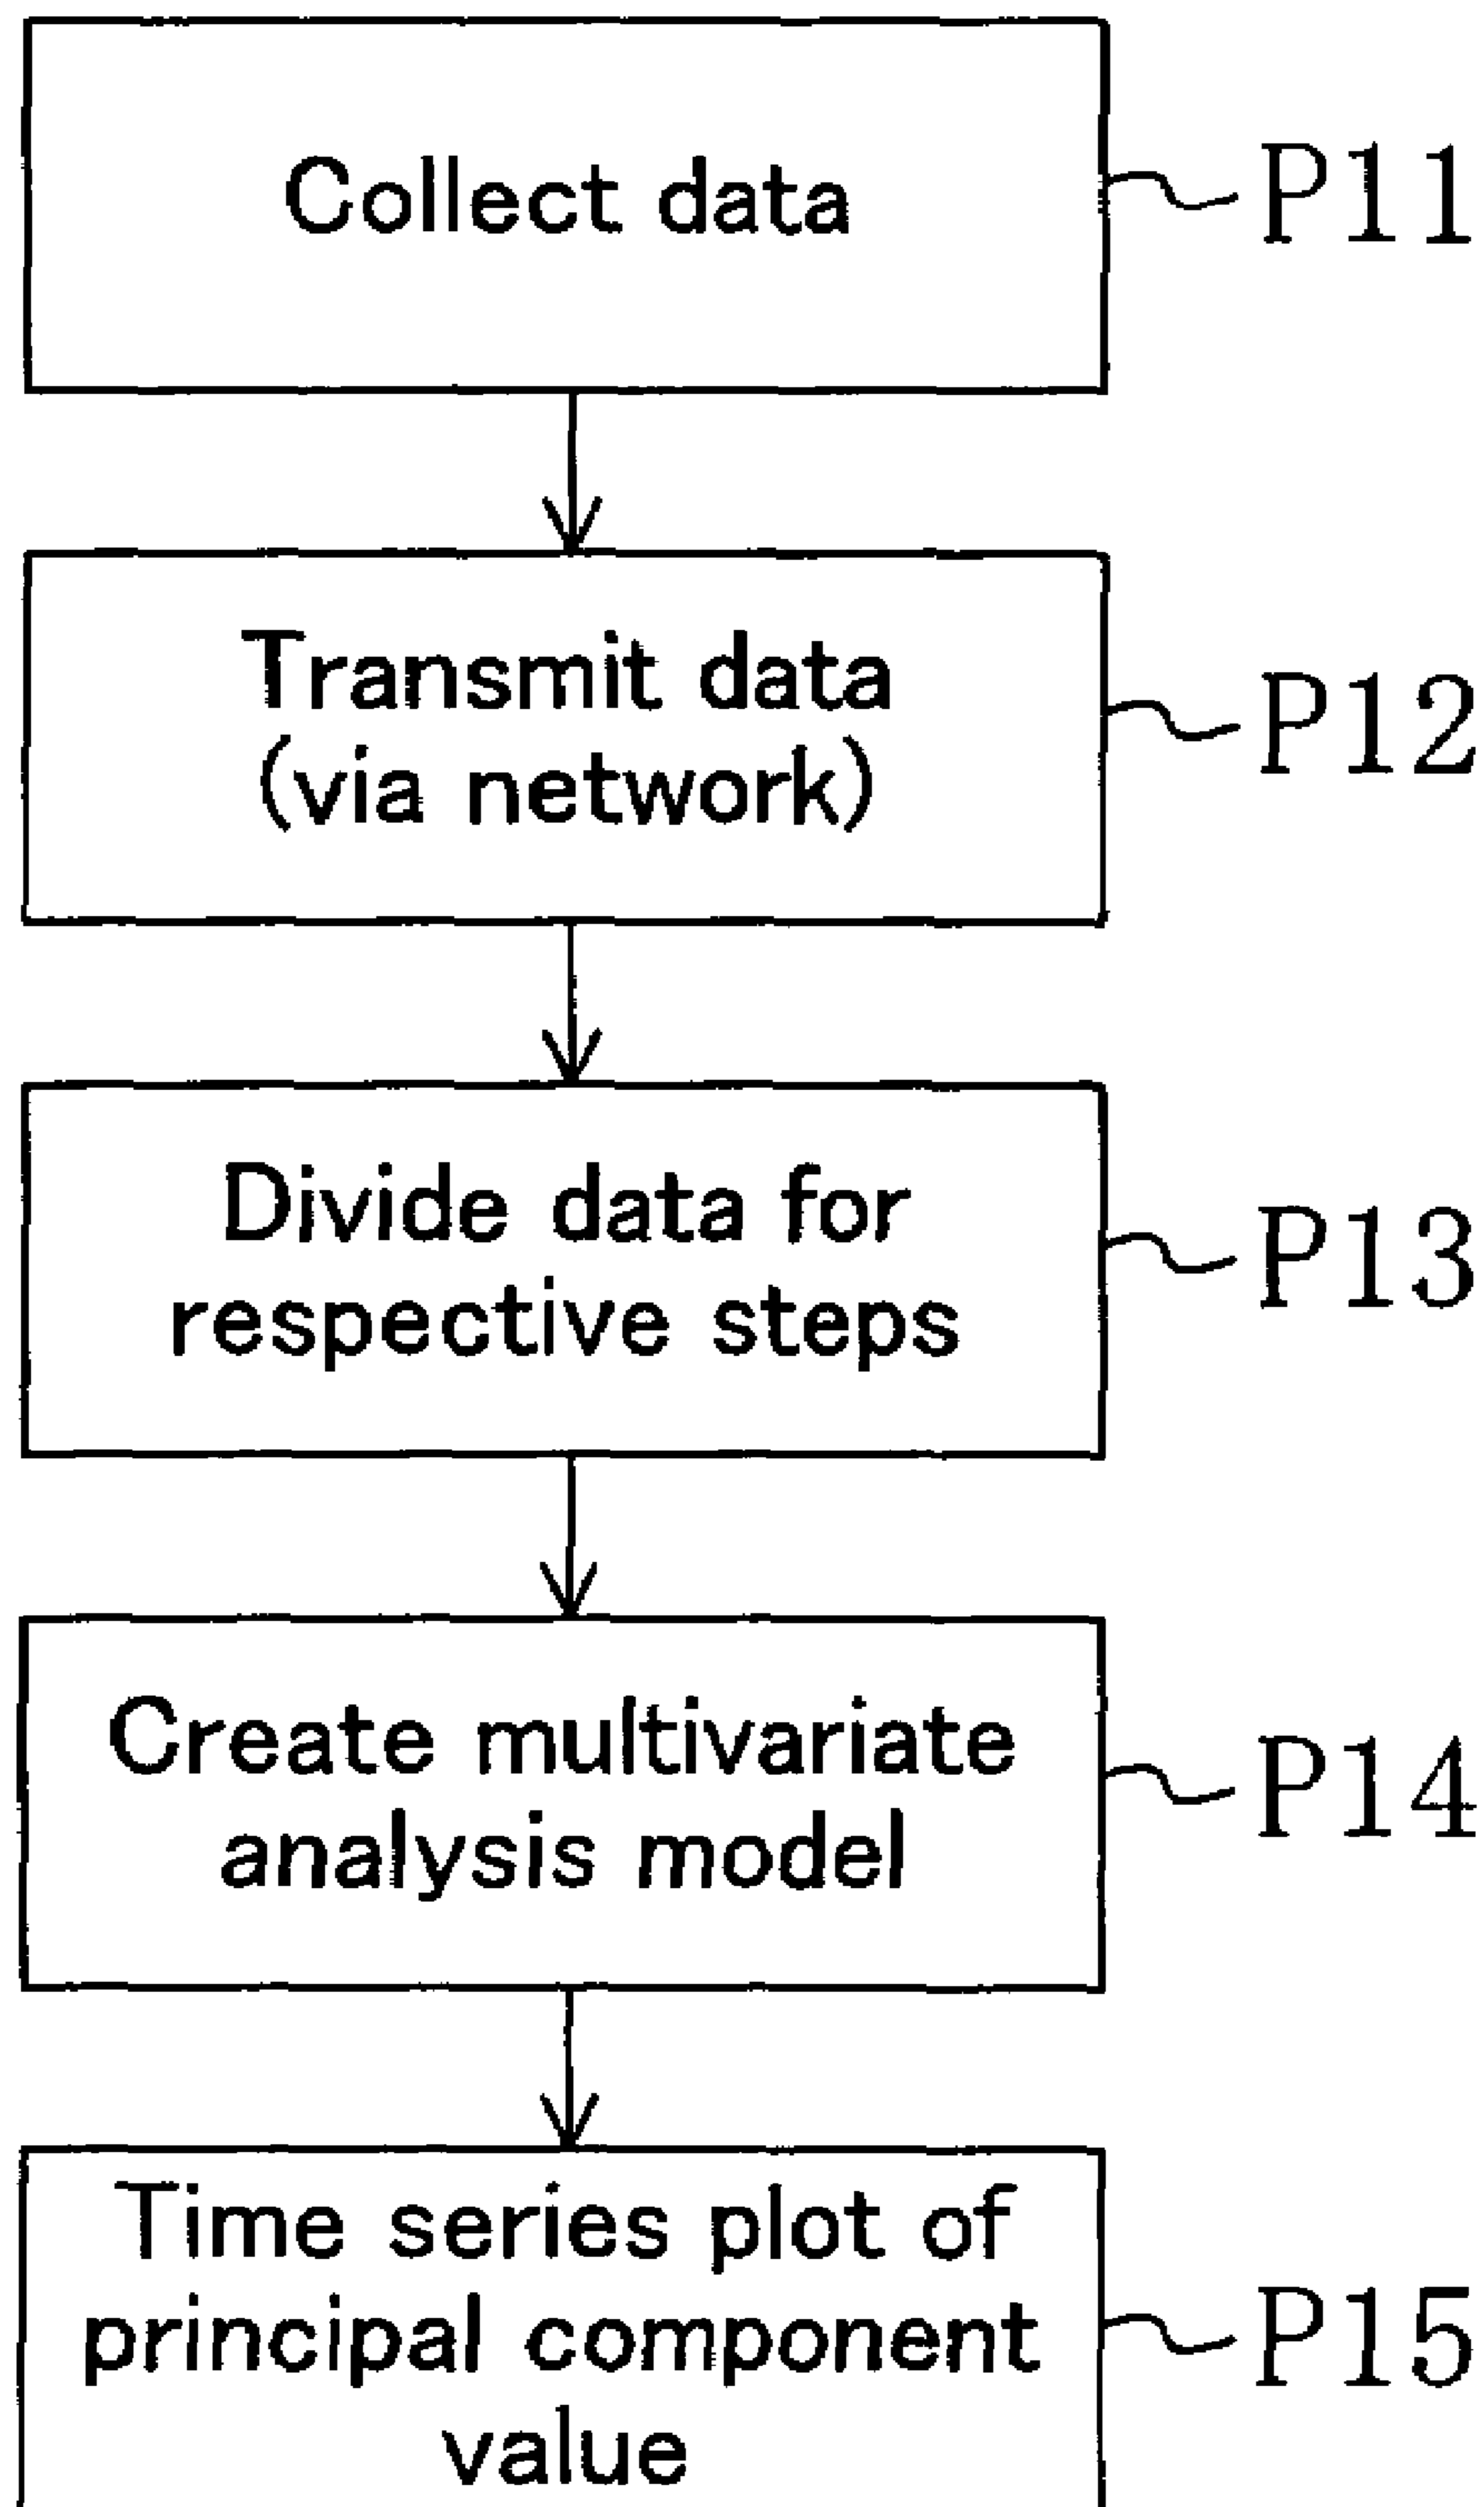 Collect data
P11
Transmit data
(via network)
P12
Divide data for
respective steps
P13
Create multivariate
analysis model
P14
Time series plot of
principal component
value
P15